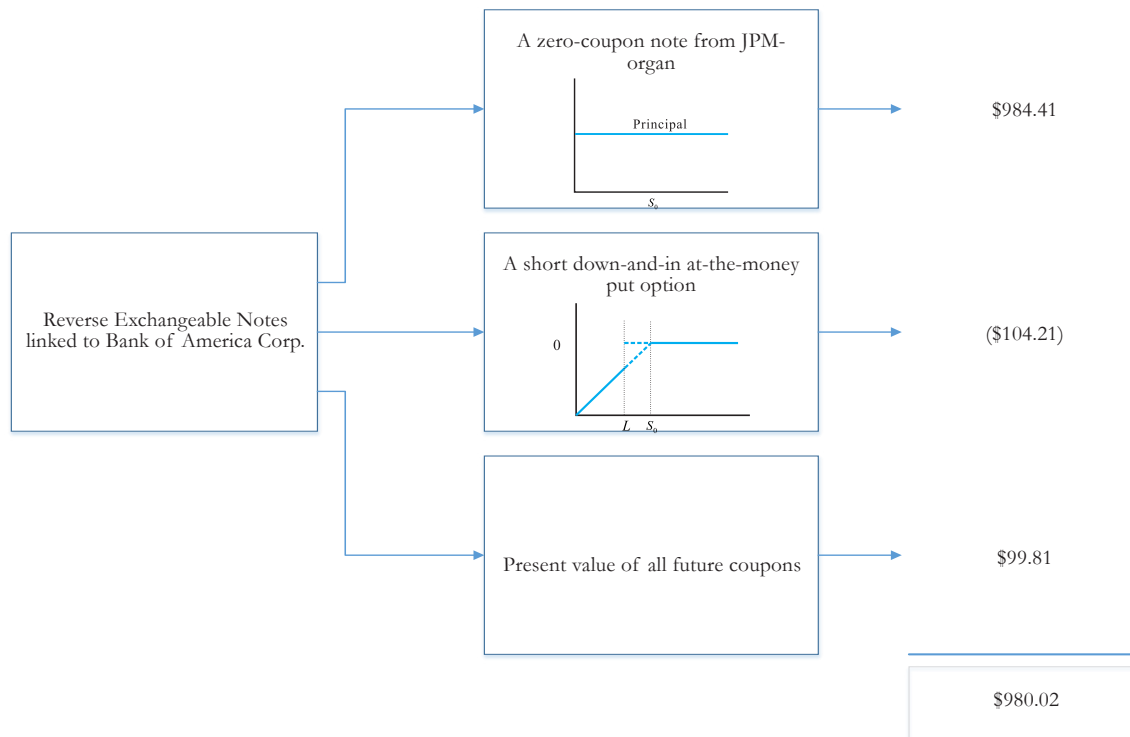 A zero-coupon note from JPM-
organ
Principal
S₀
$984.41
Reverse Exchangeable Notes
linked to Bank of America Corp.
A short down-and-in at-the-money
put option
0
L S₀
($104.21)
Present value of all future coupons
$99.81
$980.02